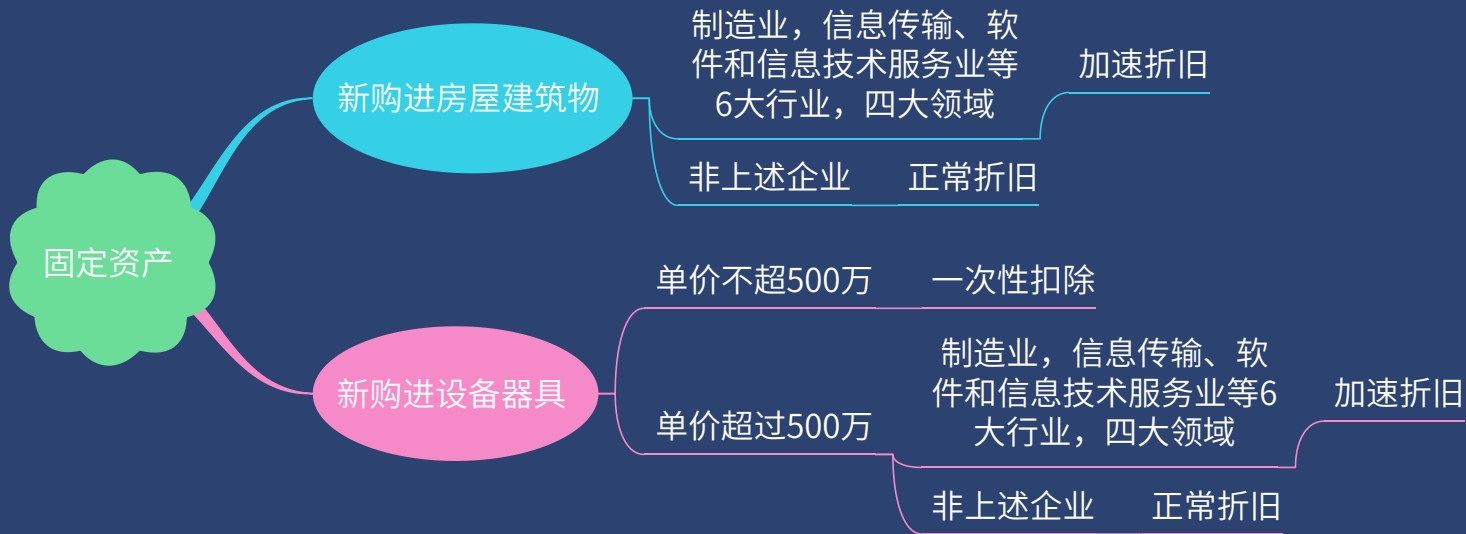 固定资产
新购进房屋建筑物
制造业，信息传输、软
件和信息技术服务业等
6大行业，四大领域
加速折旧
非上述企业
正常折旧
新购进设备器具
单价不超500万
一次性扣除
单价超过500万
制造业，信息传输、软
件和信息技术服务业等6
大行业，四大领域
加速折旧
非上述企业
正常折旧